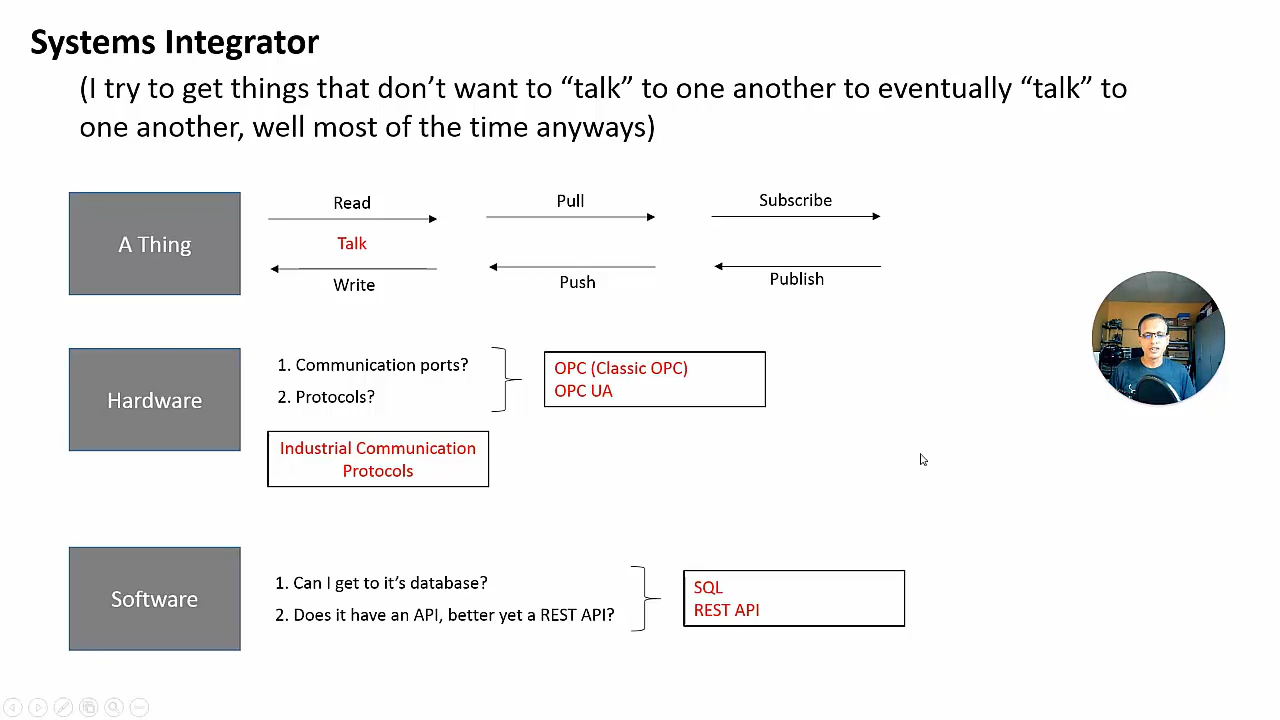 Systems Integrator
(I try to get things that don’t want to “talk” to one another to eventually “talk” to
one another, well most of the time anyways)
A Thing
Read
Talk
Write
Pull
Push
Subscribe
Publish
Hardware
1. Communication ports?
2. Protocols?
OPC (Classic OPC)
OPC UA
Industrial Communication
Protocols
Software
1. Can I get to it’s database?
2. Does it have an API, better yet a REST API?
SQL
REST API